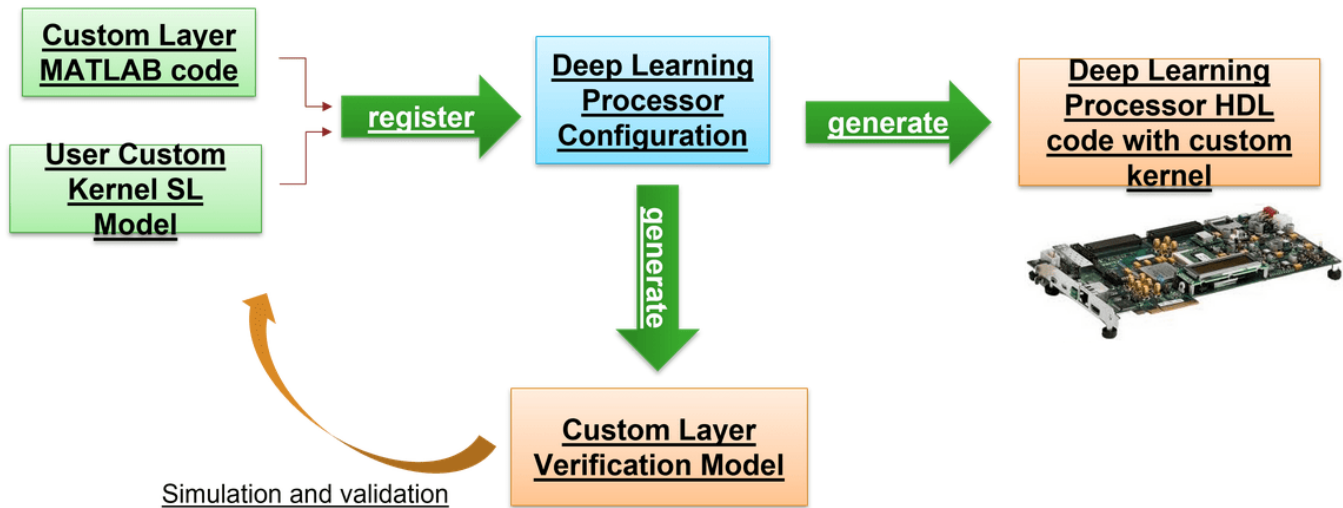 Custom Layer
MATLAB code
User Custom
Kernel SL
Model
register
Deep Learning
Processor
Configuration
generate
Deep Learning
Processor HDL
code with custom
kernel
generate
Custom Layer
Verification Model
Simulation and validation